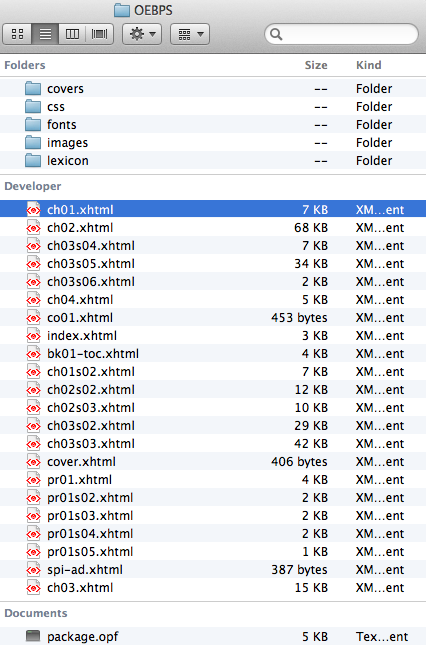 OEBPS
Folders Size Kind
covers -- Folder
css -- Folder
fonts -- Folder
images -- Folder
lexicon -- Folder
Developer
ch01.xhtml 7 KB XM...ent
ch02.xhtml 68 KB XM...ent
ch03s04.xhtml 7 KB XM...ent
ch03s05.xhtml 34 KB XM...ent
ch03s06.xhtml 2 KB XM...ent
ch04.xhtml 5 KB XM...ent
co01.xhtml 453 bytes XM...ent
index.xhtml 3 KB XM...ent
bk01-toc.xhtml 4 KB XM...ent
ch01s02.xhtml 7 KB XM...ent
ch02s02.xhtml 12 KB XM...ent
ch02s03.xhtml 10 KB XM...ent
ch03s02.xhtml 29 KB XM...ent
ch03s03.xhtml 42 KB XM...ent
cover.xhtml 406 bytes XM...ent
pr01.xhtml 4 KB XM...ent
pr01s02.xhtml 2 KB XM...ent
pr01s03.xhtml 2 KB XM...ent
pr01s04.xhtml 2 KB XM...ent
pr01s05.xhtml 1 KB XM...ent
spi-ad.xhtml 387 bytes XM...ent
ch03.xhtml 15 KB XM...ent
Documents
package.opf 5 KB Tex...ent